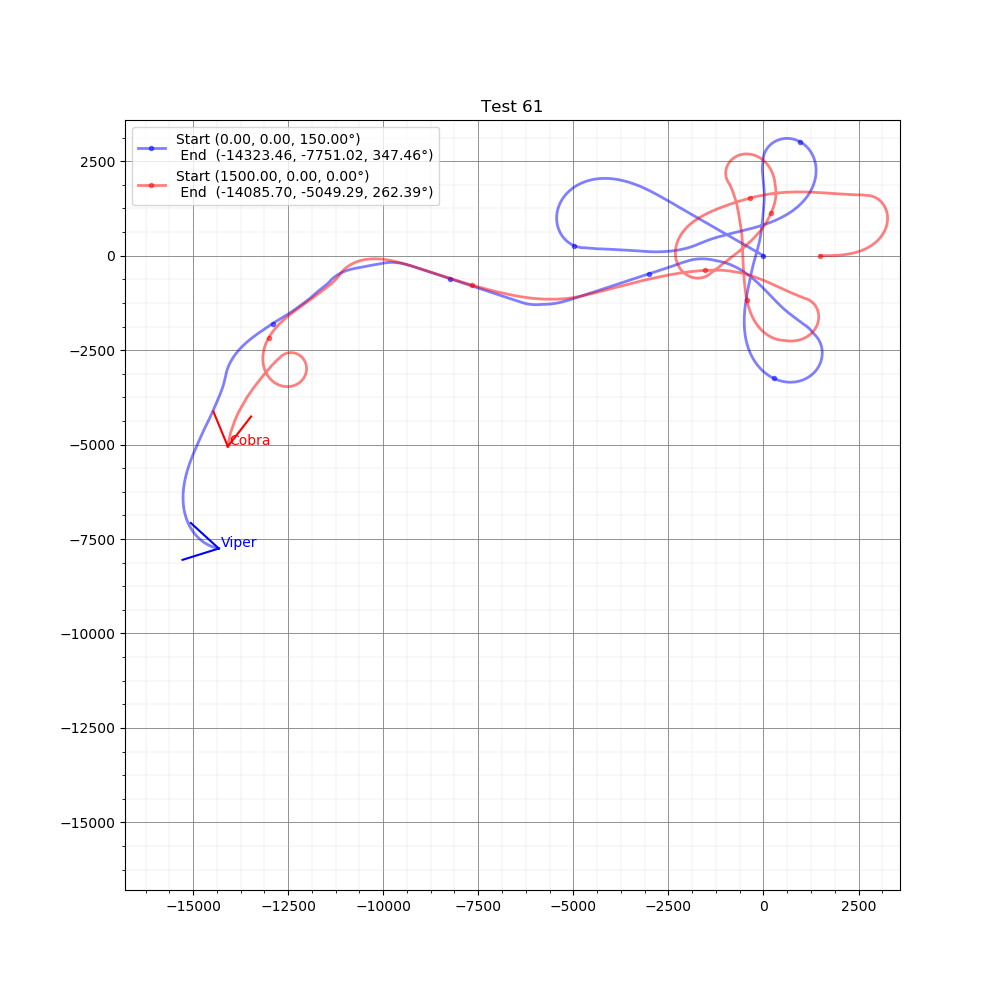 Test 61
Start (0.00, 0.00, 150.00°)
End (-14323.46, -7751.02, 347.46°)
Start (1500.00, 0.00, 0.00°)
End (-14085.70, -5049.29, 262.39°)
2500
0
−2500
−5000
−7500
−10000
−12500
−15000
Cobra
Viper
−15000 −12500 −10000 −7500 −5000 −2500 0 2500